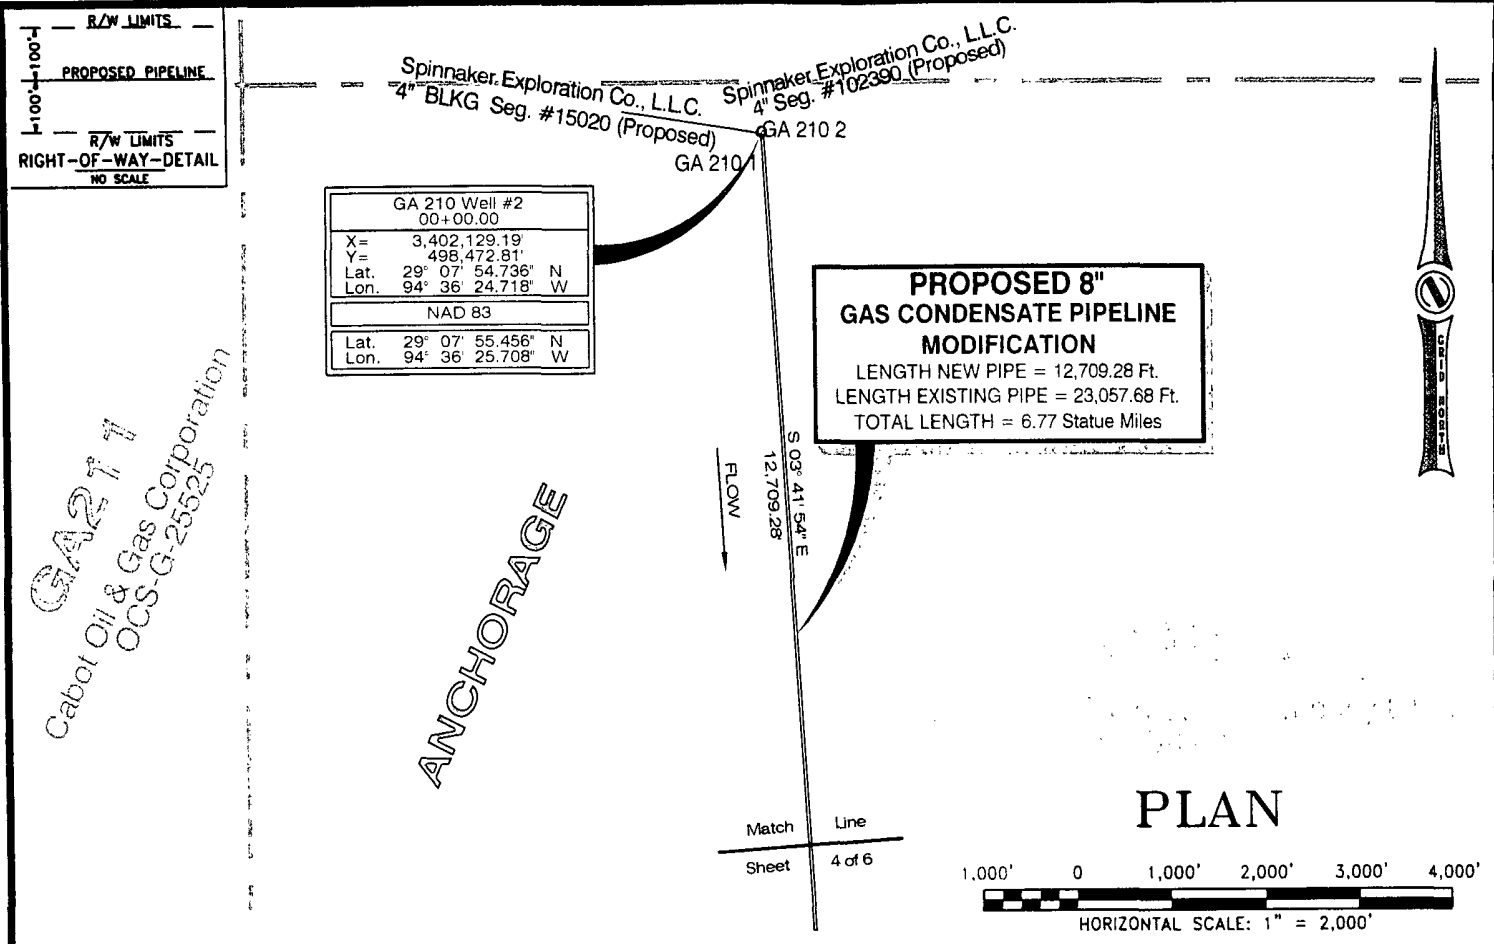 R/W LIMITS
100'
PROPOSED PIPELINE
100'
R/W LIMITS
RIGHT-OF-WAY-DETAIL
NO SCALE
Spinnaker Exploration Co., L.L.C.
4" BLKG Seg. #15020 (Proposed)
Spinnaker Exploration Co., L.L.C.
4" Seg. #102390 (Proposed)
GA 210 2
GA 210 1
GA 210 Well #2
00+00.00
X= 3,402,129.19'
Y= 498,472.81'
Lat. 29° 07' 54.736" N
Lon. 94° 36' 24.718" W
NAD 83
Lat. 29° 07' 55.456" N
Lon. 94° 36' 25.708" W
PROPOSED 8"
GAS CONDENSATE PIPELINE
MODIFICATION
LENGTH NEW PIPE = 12,709.28 Ft.
LENGTH EXISTING PIPE = 23,057.68 Ft.
TOTAL LENGTH = 6.77 Statue Miles
GRID NORTH
GA211
Cabot Oil & Gas Corporation
OCS-G-25525
ANCHORAGE
FLOW
S 03° 41' 54" E
12,709.28'
Match Line
Sheet 4 of 6
PLAN
1,000' 0 1,000' 2,000' 3,000' 4,000'
HORIZONTAL SCALE: 1" = 2,000'